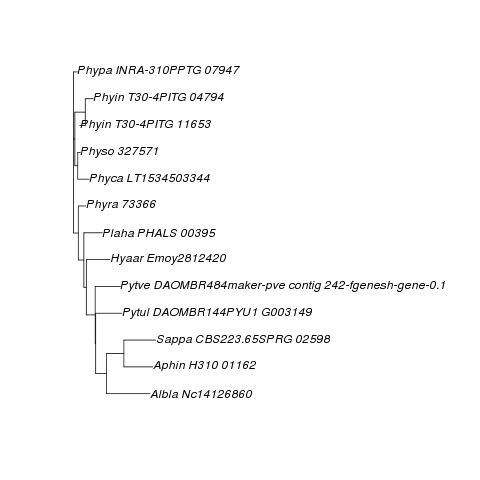 Phypa INRA-310PPTG 07947
Phyin T30-4PITG 04794
Phyin T30-4PITG 11653
Physo 327571
Phyca LT1534503344
Phyra 73366
Plaha PHALS 00395
Hyaar Emoy2812420
Pytve DAOMBR484maker-pve contig 242-fgenesh-gene-0.1
Pytul DAOMBR144PYU1 G003149
Sappa CBS223.65SPRG 02598
Aphin H310 01162
Albla Nc14126860